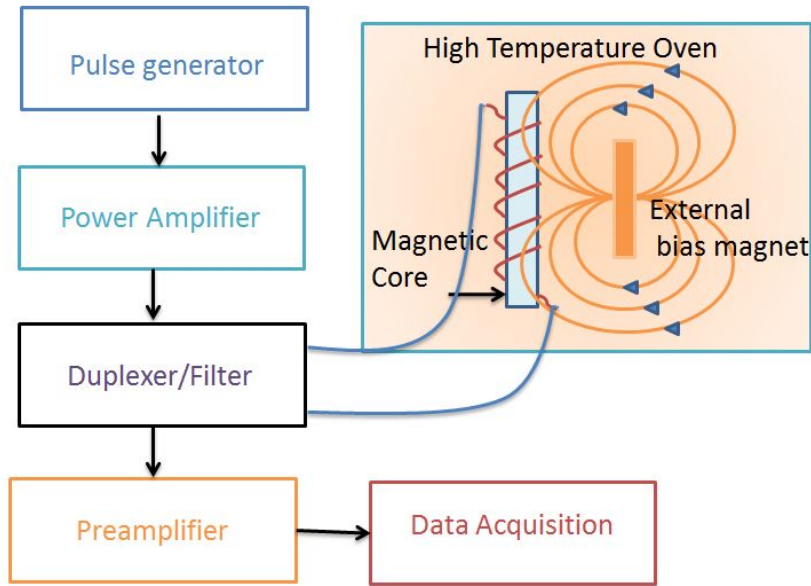 Pulse generator
High Temperature Oven
Power Amplifier
Magnetic
Core
External
bias magnet
Duplexer/Filter
Preamplifier
Data Acquisition